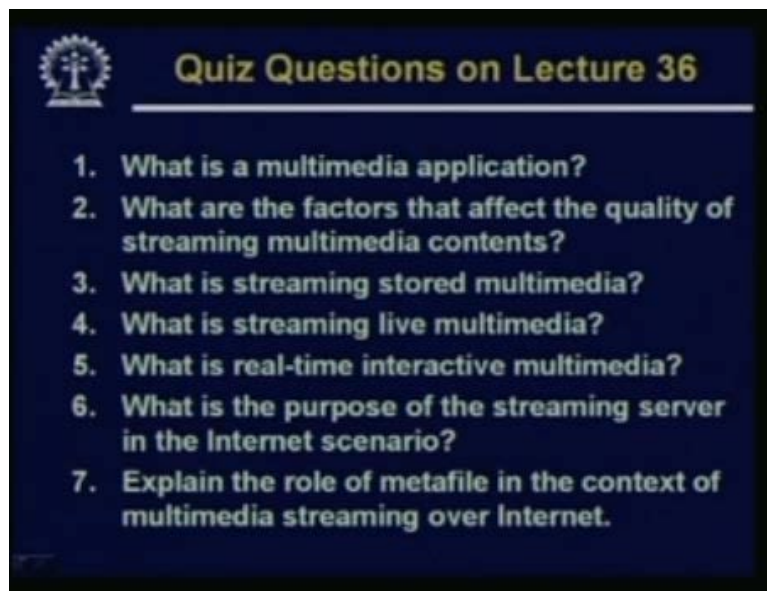 Quiz Questions on Lecture 36
1. What is a multimedia application?
2. What are the factors that affect the quality of
streaming multimedia contents?
3. What is streaming stored multimedia?
4. What is streaming live multimedia?
5. What is real-time interactive multimedia?
6. What is the purpose of the streaming server
in the Internet scenario?
7. Explain the role of metafile in the context of
multimedia streaming over Internet.